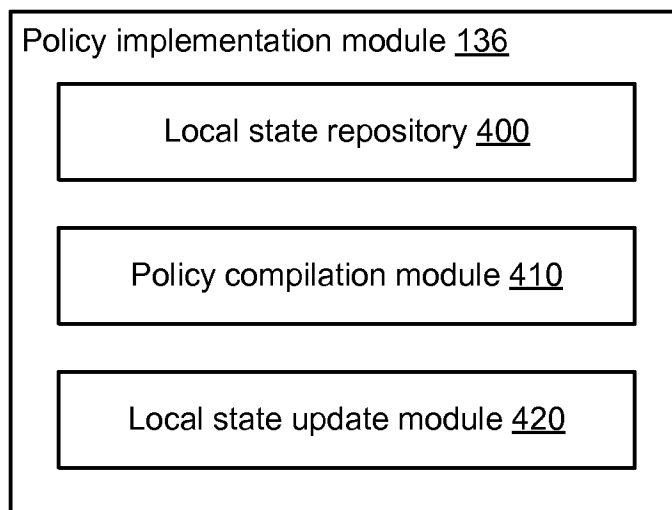 Policy implementation module 136
Local state repository 400
Policy compilation module 410
Local state update module 420